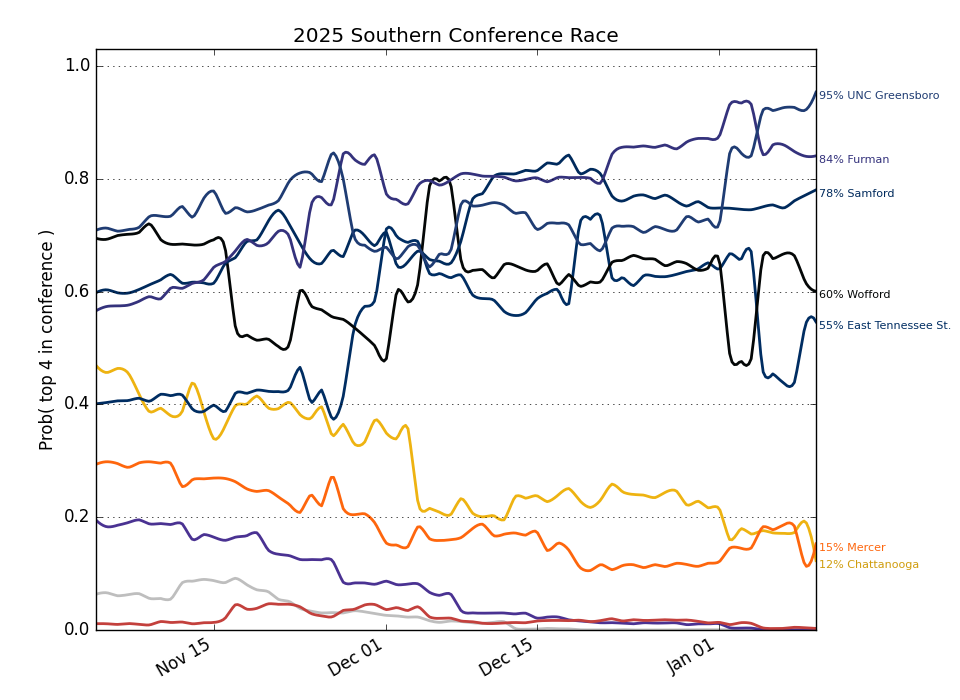 2025 Southern Conference Race
Prob( top 4 in conference )
1.0
0.8
0.6
0.4
0.2
0.0
Nov 15
Dec 01
Dec 15
Jan 01
95% UNC Greensboro
84% Furman
78% Samford
60% Wofford
55% East Tennessee St.
15% Mercer
12% Chattanooga